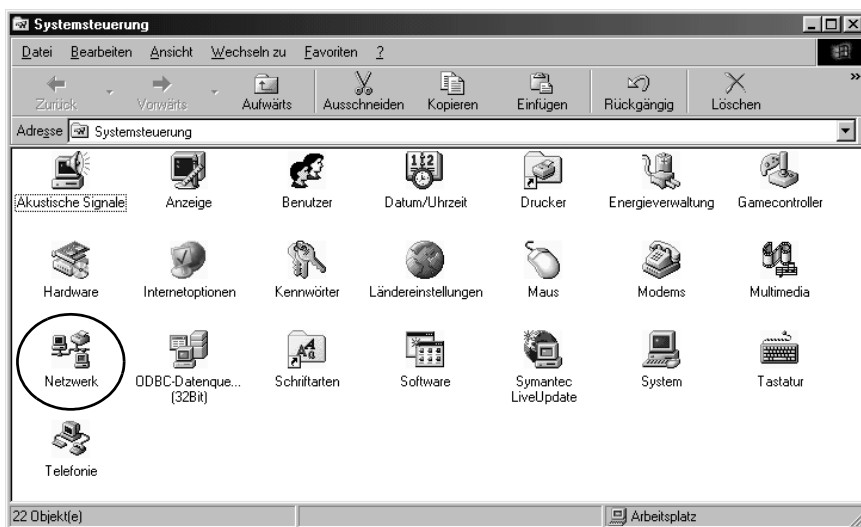 Systemsteuerung
Datei Bearbeiten Ansicht Wechseln zu Favoriten ?
Zurück Vorwärts Aufwärts Ausschneiden Kopieren Einfügen Rückgängig Löschen »
Adresse Systemsteuerung
Akustische Signale Anzeige Benutzer Datum/Uhrzeit Drucker Energieverwaltung Gamecontroller
Hardware Internetoptionen Kennwörter Ländereinstellungen Maus Modems Multimedia
Netzwerk ODBC-Datenque... Schriftarten Software Symantec System Tastatur
(32Bit) LiveUpdate
Telefonie
22 Objekt(e) Arbeitsplatz